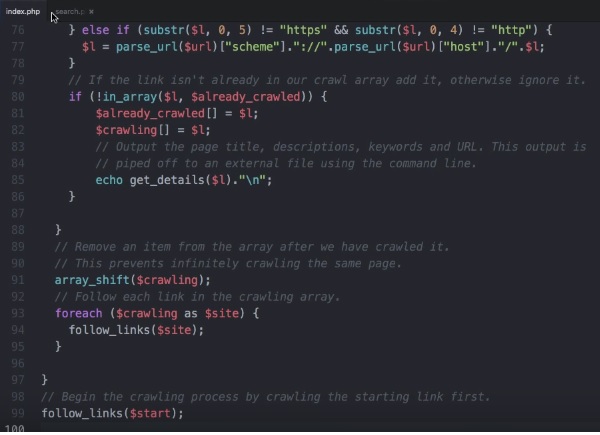 index.php search.
76 } else if (substr($l, 0, 5) != "https" && substr($l, 0, 4) != "http") {
77 $l = parse_url($url)["scheme"]."://".parse_url($url)["host"]."/".$l;
78 }
79 // If the link isn't already in our crawl array add it, otherwise ignore it.
80 if (!in_array($l, $already_crawled)) {
81 $already_crawled[] = $l;
82 $crawling[] = $l;
83 // Output the page title, descriptions, keywords and URL. This output is
84 // piped off to an external file using the command line.
85 echo get_details($l)."\n";
86 }
87
88 }
89 // Remove an item from the array after we have crawled it.
90 // This prevents infinitely crawling the same page.
91 array_shift($crawling);
92 // Follow each link in the crawling array.
93 foreach ($crawling as $site) {
94 follow_links($site);
95 }
96
97 }
98 // Begin the crawling process by crawling the starting link first.
99 follow_links($start);
100